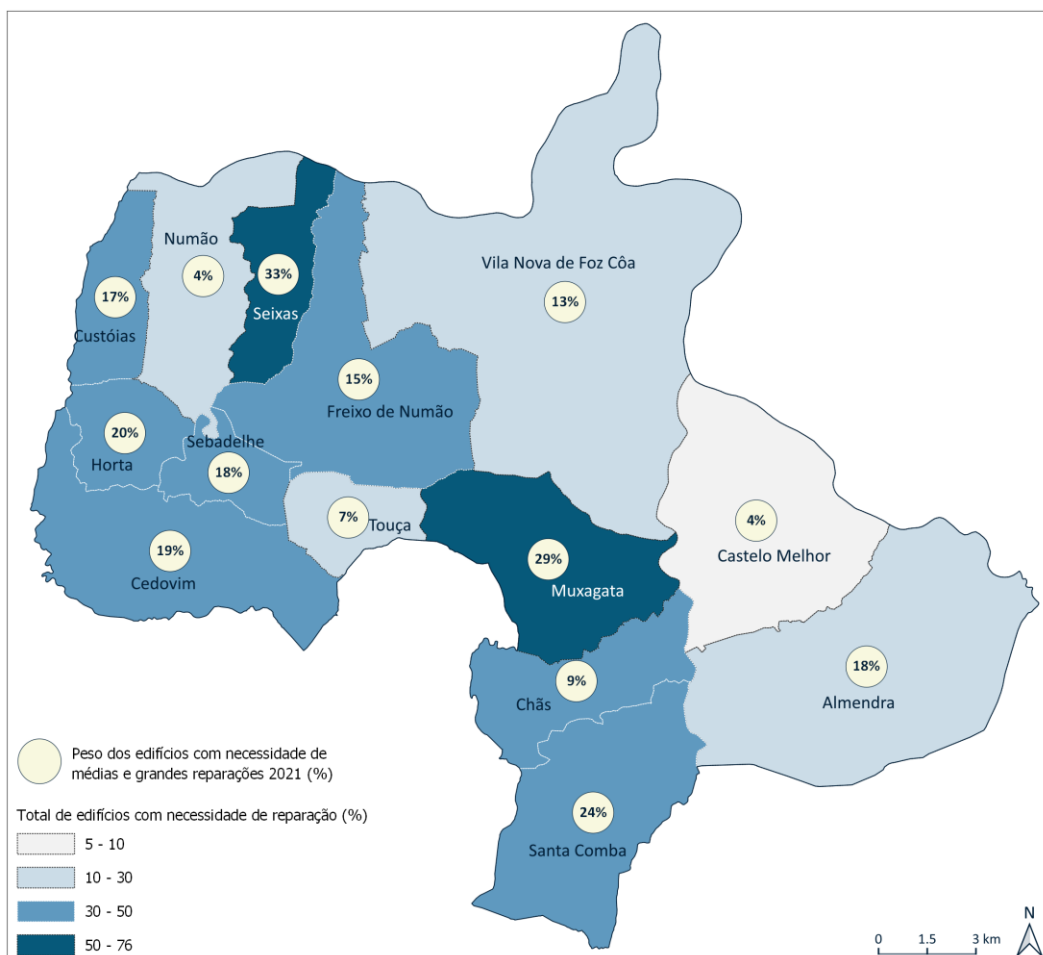 Numão
4%
33%
Seixas
17%
Custóias
Vila Nova de Foz Côa
13%
15%
Freixo de Numão
20%
Horta
Sebadelhe
18%
7%
Touça
4%
Castelo Melhor
19%
Cedovim
29%
Muxagata
9%
Chãs
18%
Almendra
24%
Santa Comba
Peso dos edifícios com necessidade de
médias e grandes reparações 2021 (%)
Total de edifícios com necessidade de reparação (%)
5 - 10
10 - 30
30 - 50
50 - 76
N
0 1.5 3 km